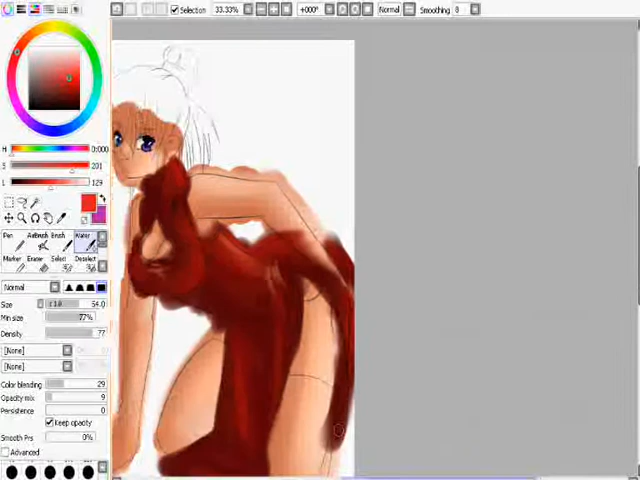 Selection 33.33% +000° Normal Smoothing
H 0:000
S 201
L 129
Pen Airbrush Brush Water
Marker Eraser Select Deselect
Normal
Size x 1.0 54.0
Min size 77%
Density 77
[None]
[None]
Color blending 29
Opacity mix 9
Persistence 0
Keep opacity
Smooth Prs 0%
Advanced